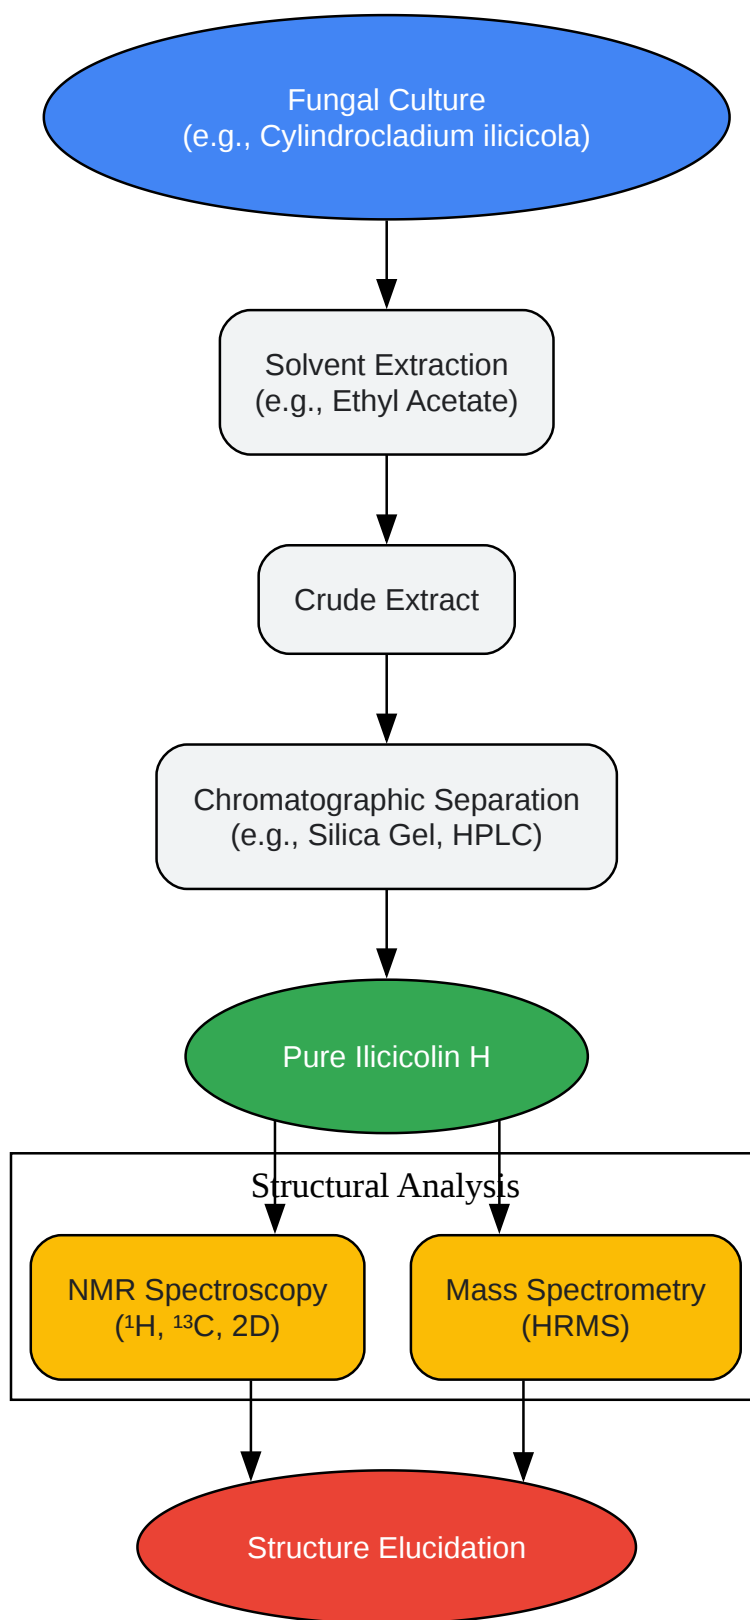 Fungal Culture
(e.g., Cylindrocladium ilicicola)
Solvent Extraction
(e.g., Ethyl Acetate)
Crude Extract
Chromatographic Separation
(e.g., Silica Gel, HPLC)
Pure Ilicicolin H
Structural Analysis
NMR Spectroscopy
(¹H, ¹³C, 2D)
Mass Spectrometry
(HRMS)
Structure Elucidation